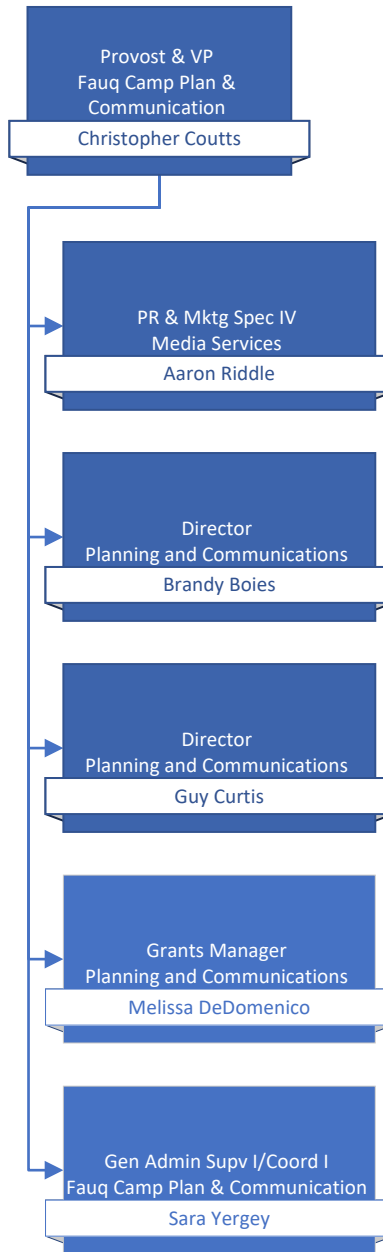 Provost & VP
Fauq Camp Plan &
Communication
Christopher Coutts
PR & Mktg Spec IV
Media Services
Aaron Riddle
Director
Planning and Communications
Brandy Boies
Director
Planning and Communications
Guy Curtis
Grants Manager
Planning and Communications
Melissa DeDomenico
Gen Admin Supv I/Coord I
Fauq Camp Plan & Communication
Sara Yergey